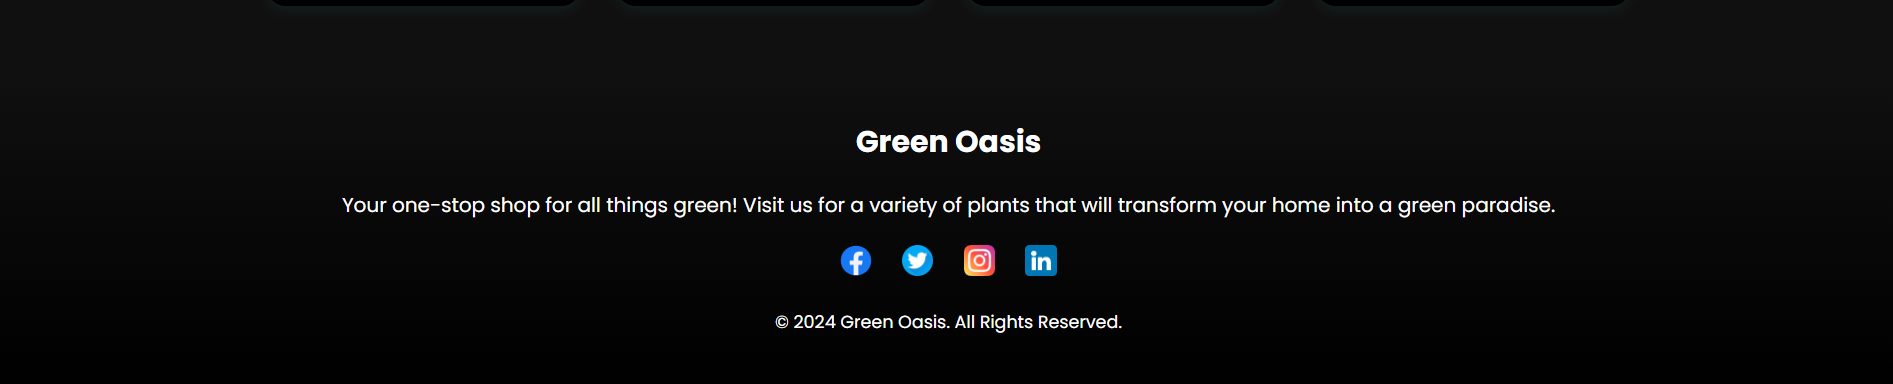 Green Oasis
Your one-stop shop for all things green! Visit us for a variety of plants that will transform your home into a green paradise.
© 2024 Green Oasis. All Rights Reserved.